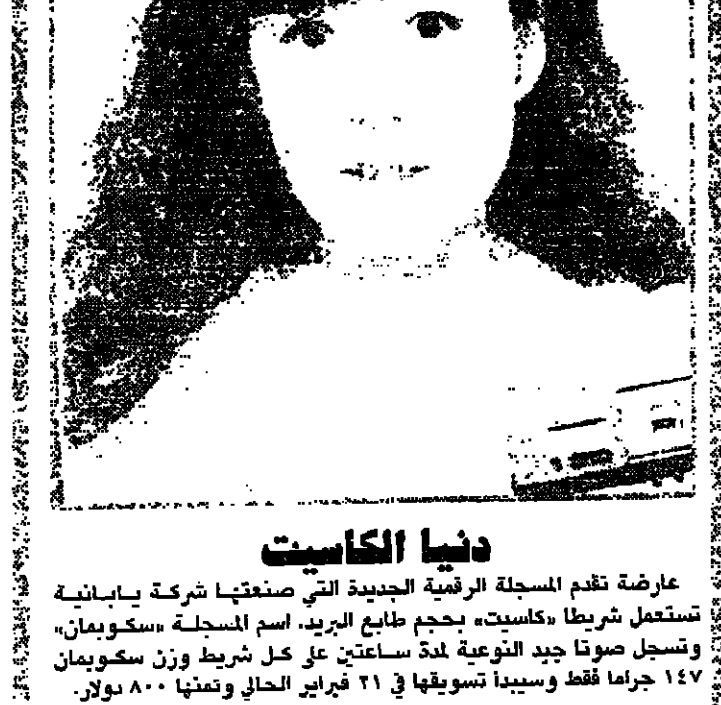 دنيا الكاسيت
عارضة تقدم المسجلة الرقمية الجديدة التي صنعتها شركة يابانية
تستعمل شريطا «كاسيت» بحجم طابع البريد. اسم المسجلة «سكوبمان»
وتسجل صوتا جيد النوعية لمدة ساعتين على كل شريط وزن سكوبمان
١٤٧ جراما فقط وسيبدأ تسويقها في ٢١ فبراير الحالي وثمنها ٨٠٠ دولار.